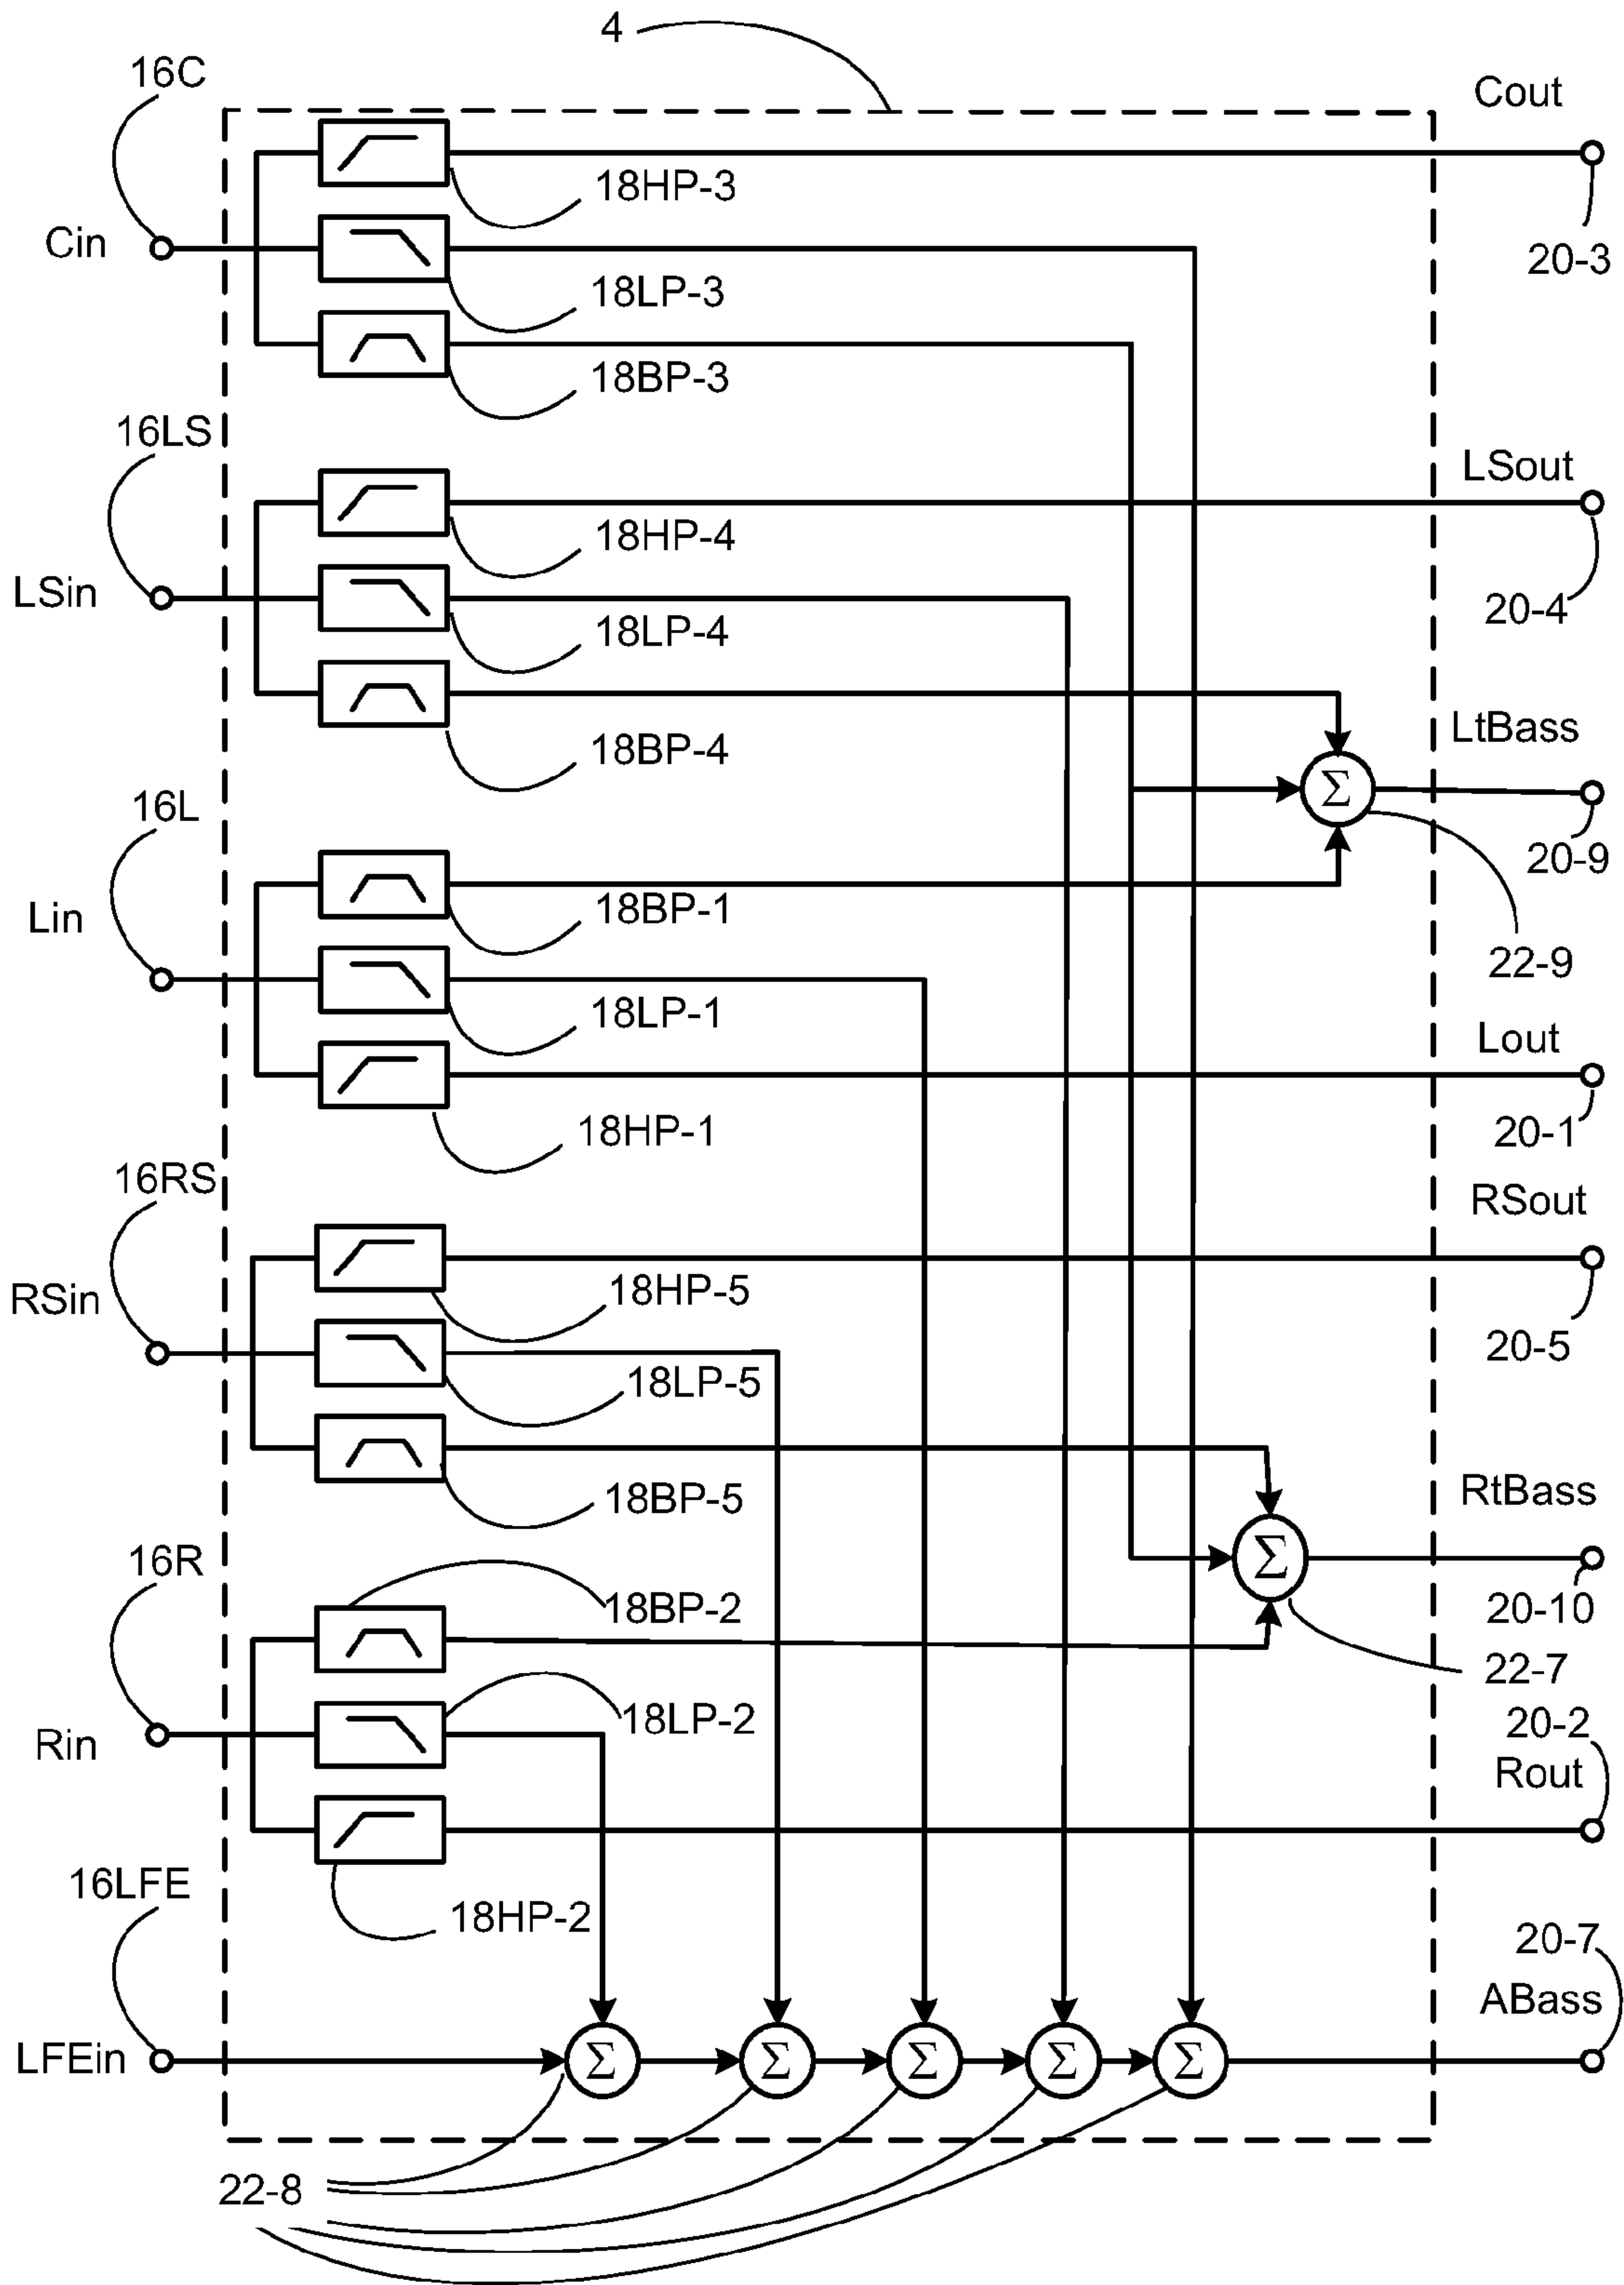 4
16C
Cout
18HP-3
Cin
20-3
18LP-3
18BP-3
16LS
LSout
18HP-4
LSin
20-4
18LP-4
LtBass
18BP-4
Σ
16L
20-9
18BP-1
Lin
22-9
18LP-1
Lout
18HP-1
20-1
16RS
RSout
18HP-5
RSin
20-5
18LP-5
RtBass
18BP-5
16R
Σ
18BP-2
20-10
22-7
18LP-2
20-2
Rin
Rout
16LFE
18HP-2
20-7
ABass
LFEin
Σ Σ Σ Σ Σ
22-8